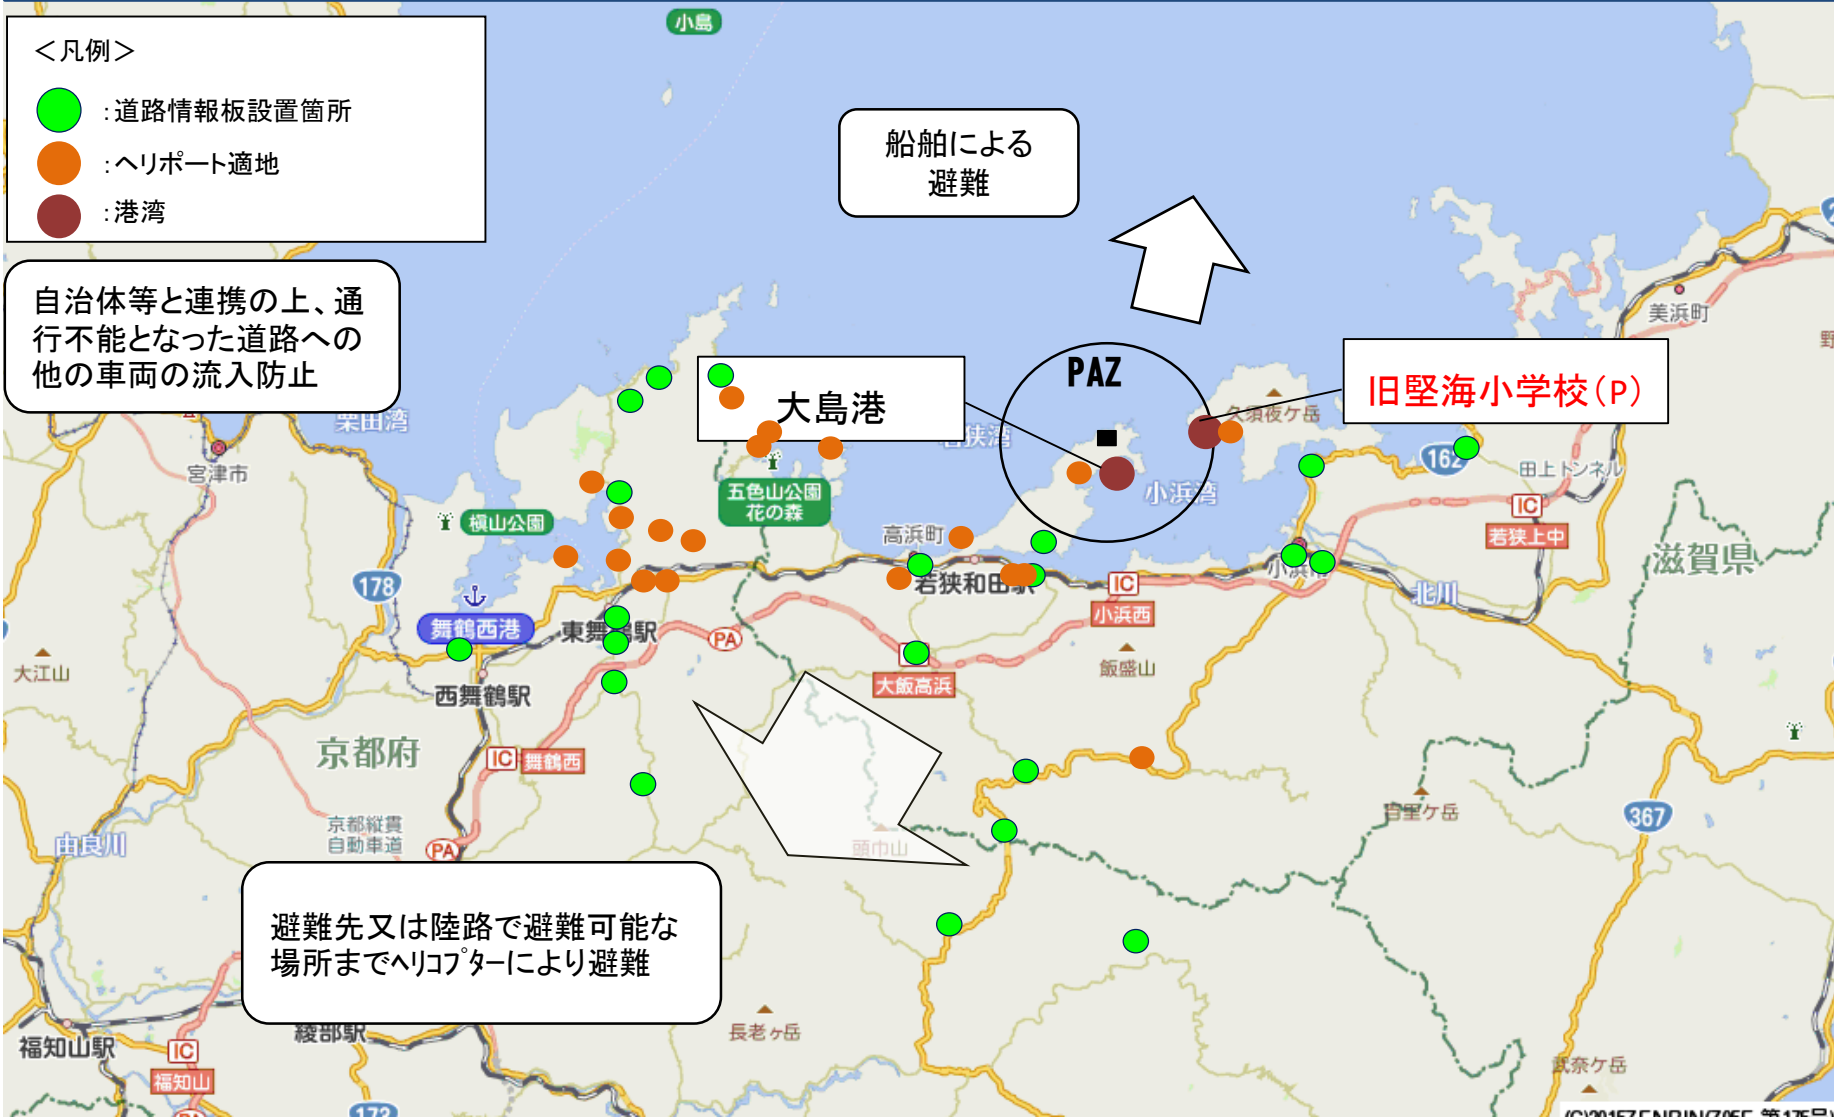 小島
＜凡例＞
：道路情報板設置箇所
：ヘリポート適地
：港湾
船舶による
避難
自治体等と連携の上、通
行不能となった道路への
他の車両の流入防止
美浜町
PAZ
大島港
旧堅海小学校（P）
久須夜ケ岳
栗田湾
宮津市
162
田上トンネル
小浜湾
五色山公園
花の森
槇山公園
IC
若狭上中
高浜町
滋賀県
178
若狭和田駅
IC
小浜西
北川
舞鶴西港
東舞鶴駅
PA
大江山
飯盛山
大飯高浜
西舞鶴駅
京都府
IC
舞鶴西
367
百里ケ岳
京都縦貫
自動車道
PA
由良川
頭巾山
避難先又は陸路で避難可能な
場所までヘリコプターにより避難
長老ケ岳
綾部駅
福知山駅
IC
福知山
武奈ケ岳
173